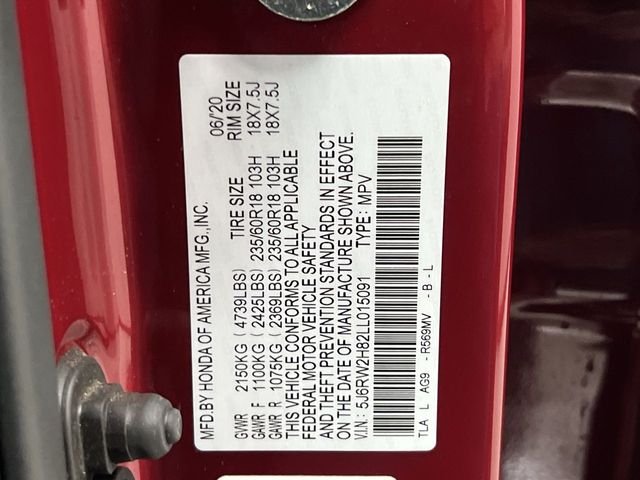 MFD.BY HONDA OF AMERICA MFG.,INC. 06/20
TIRE SIZE RIM SIZE
GVWR 2150KG ( 4739LBS)
GAWR F 1100KG ( 2425LBS) 235/60R18 103H 18X7.5J
GAWR R 1075KG ( 2369LBS) 235/60R18 103H 18X7.5J
THIS VEHICLE CONFORMS TO ALL APPLICABLE
FEDERAL MOTOR VEHICLE SAFETY
AND THEFT PREVENTION STANDARDS IN EFFECT
ON THE DATE OF MANUFACTURE SHOWN ABOVE.
V.I.N.: 5J6RW2H82LL015091 TYPE: MPV
TLA L AG9 - R569MV - B - L